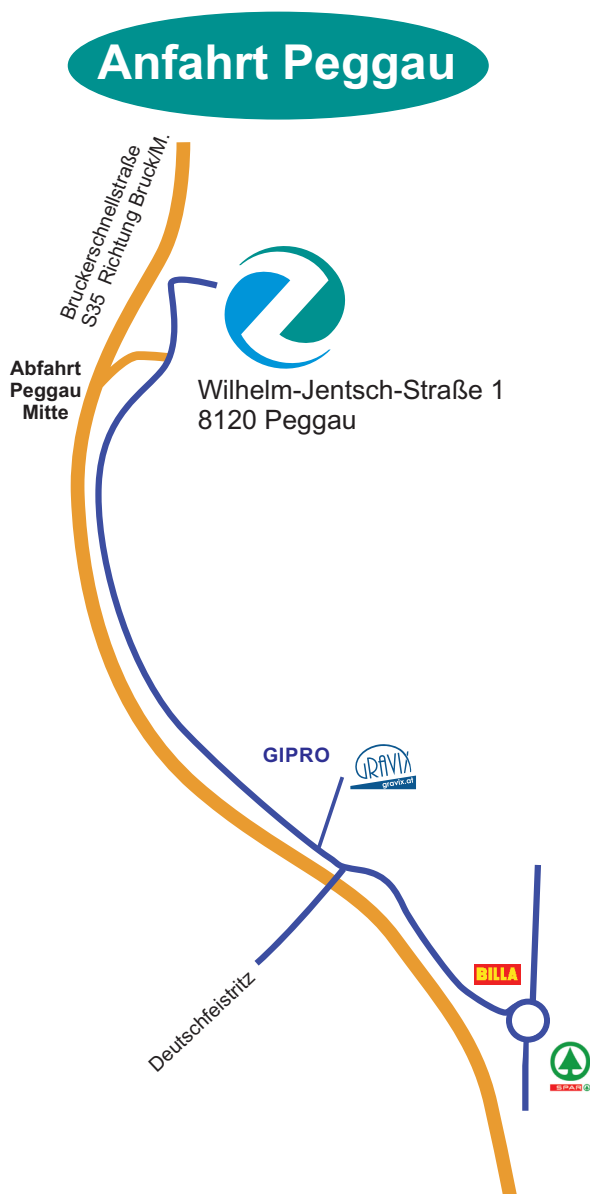 Anfahrt Peggau
Bruckerschnellstraße
S35 Richtung Bruck/M.
Abfahrt
Peggau
Mitte
Wilhelm-Jentsch-Straße 1
8120 Peggau
GIPRO
GRAVIX
gravix.at
Deutschfeistritz
BILLA
SPAR